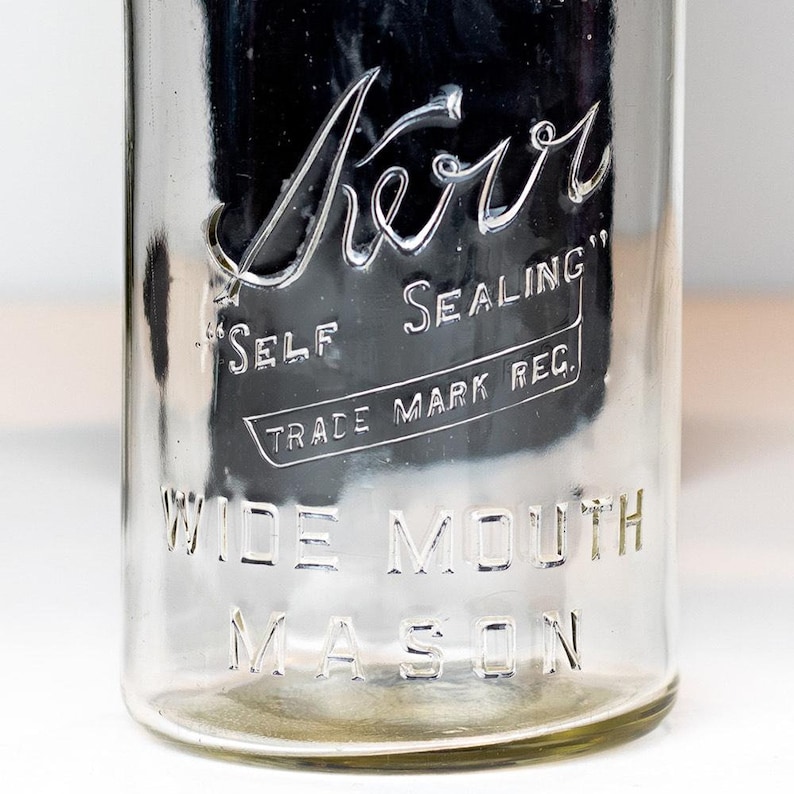 Kerr
"SELF SEALING"
TRADE MARK REG.
WIDE MOUTH
MASON